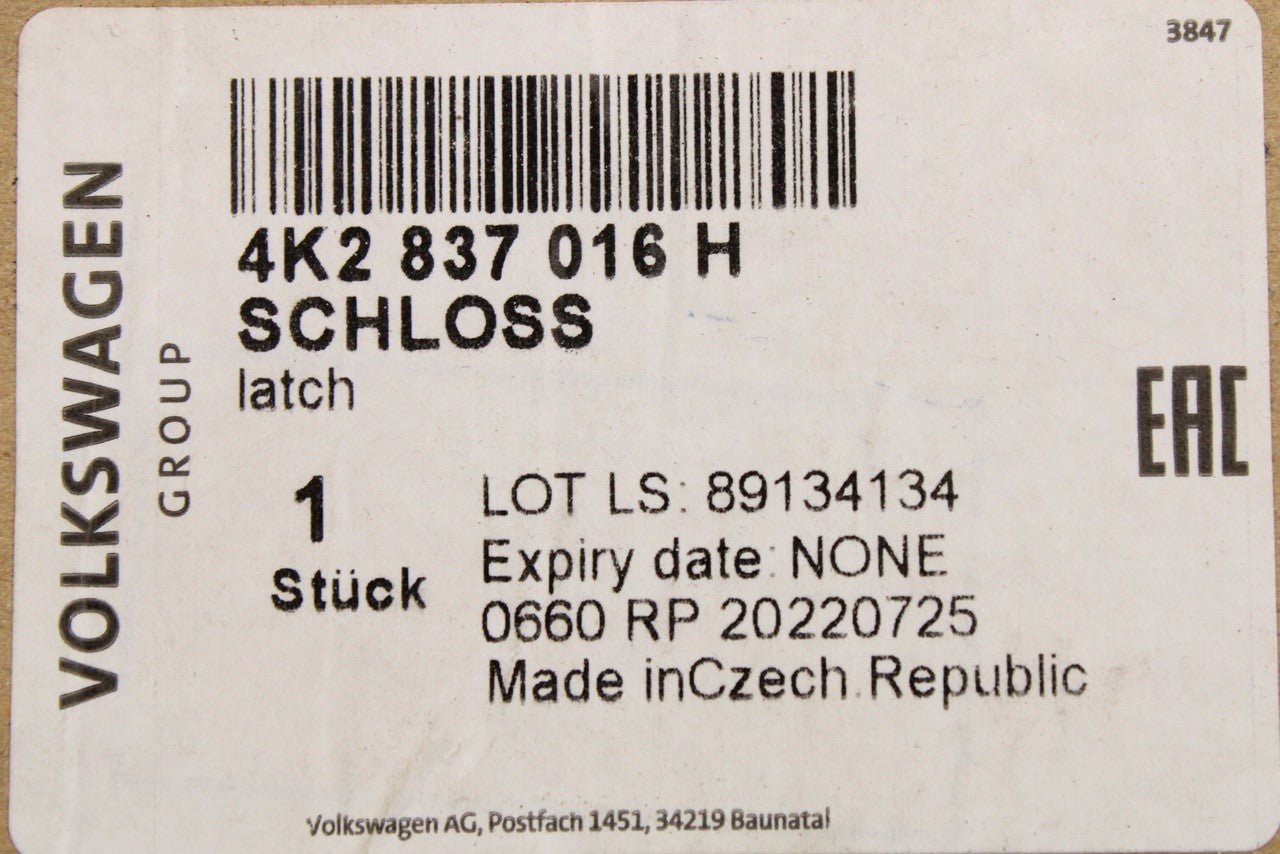 3847
VOLKSWAGEN
GROUP
4K2 837 016 H
SCHLOSS
latch
EAC
1
Stück
LOT LS: 89134134
Expiry date: NONE
0660 RP 20220725
Made inCzech Republic
Volkswagen AG, Postfach 1451, 34219 Baunatal